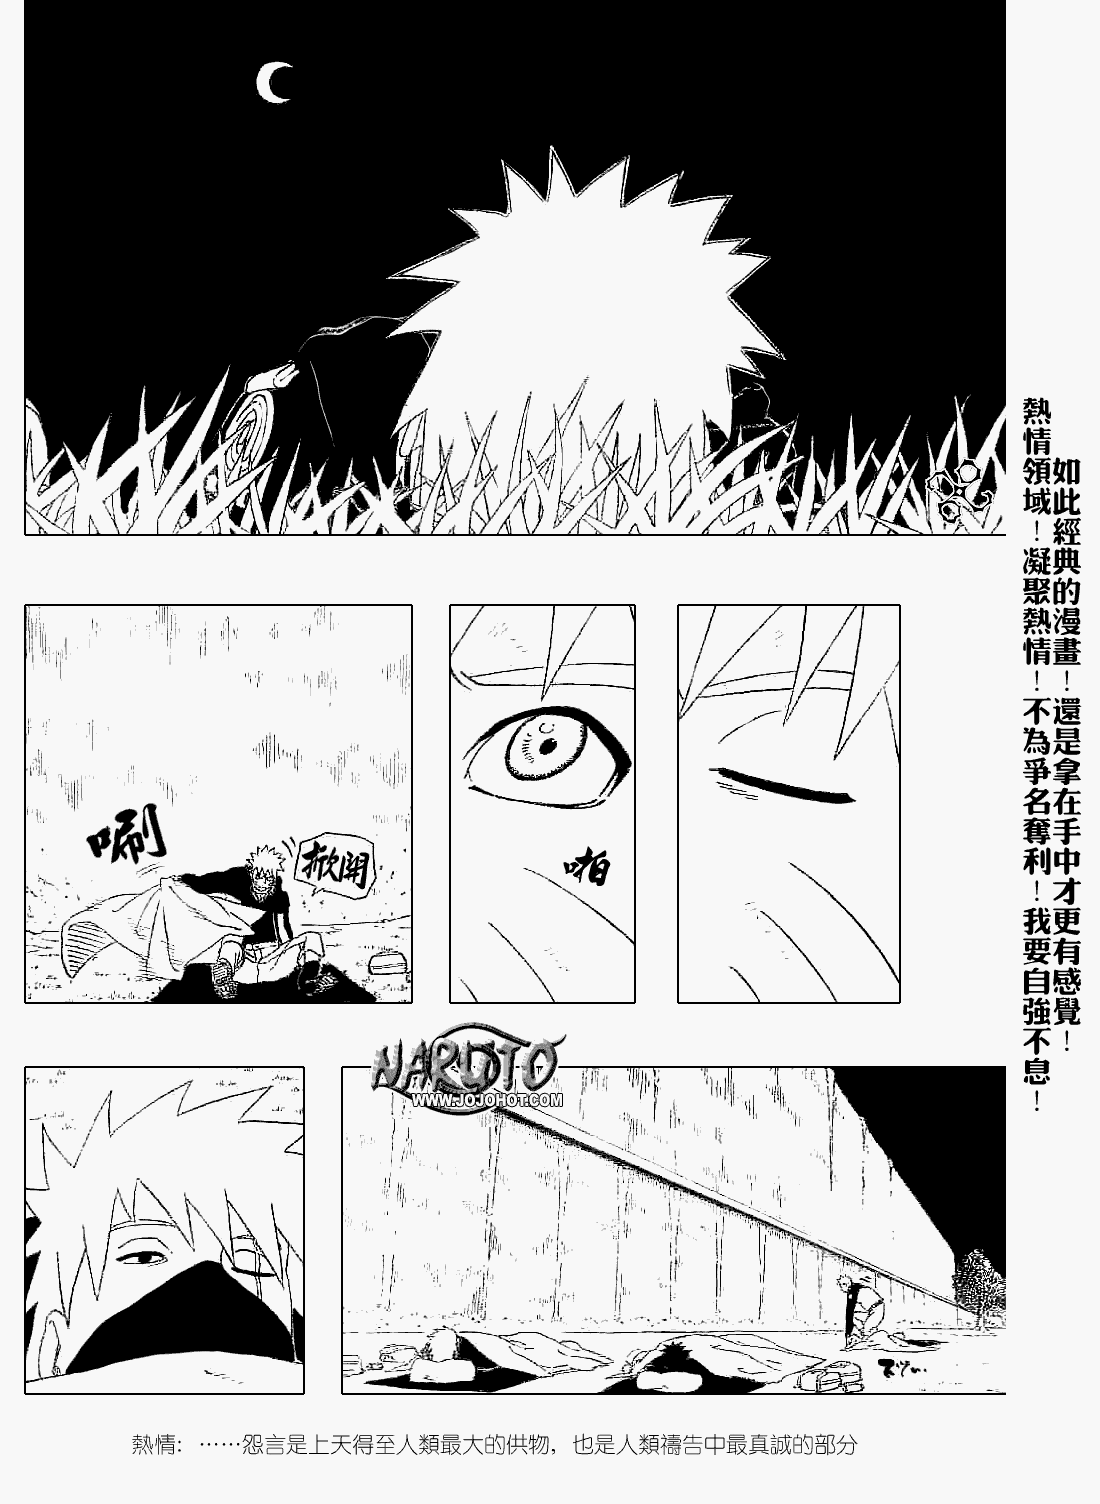 如此經典的漫畫！還是拿在手中才更有感覺！
熱情領域！凝聚熱情！不為爭名奪利！我要自強不息！
啪
掀開
唰
NARUTO
WWW.JOJOHOT.COM
熱情：……怨言是上天得至人類最大的供物，也是人類禱告中最真誠的部分